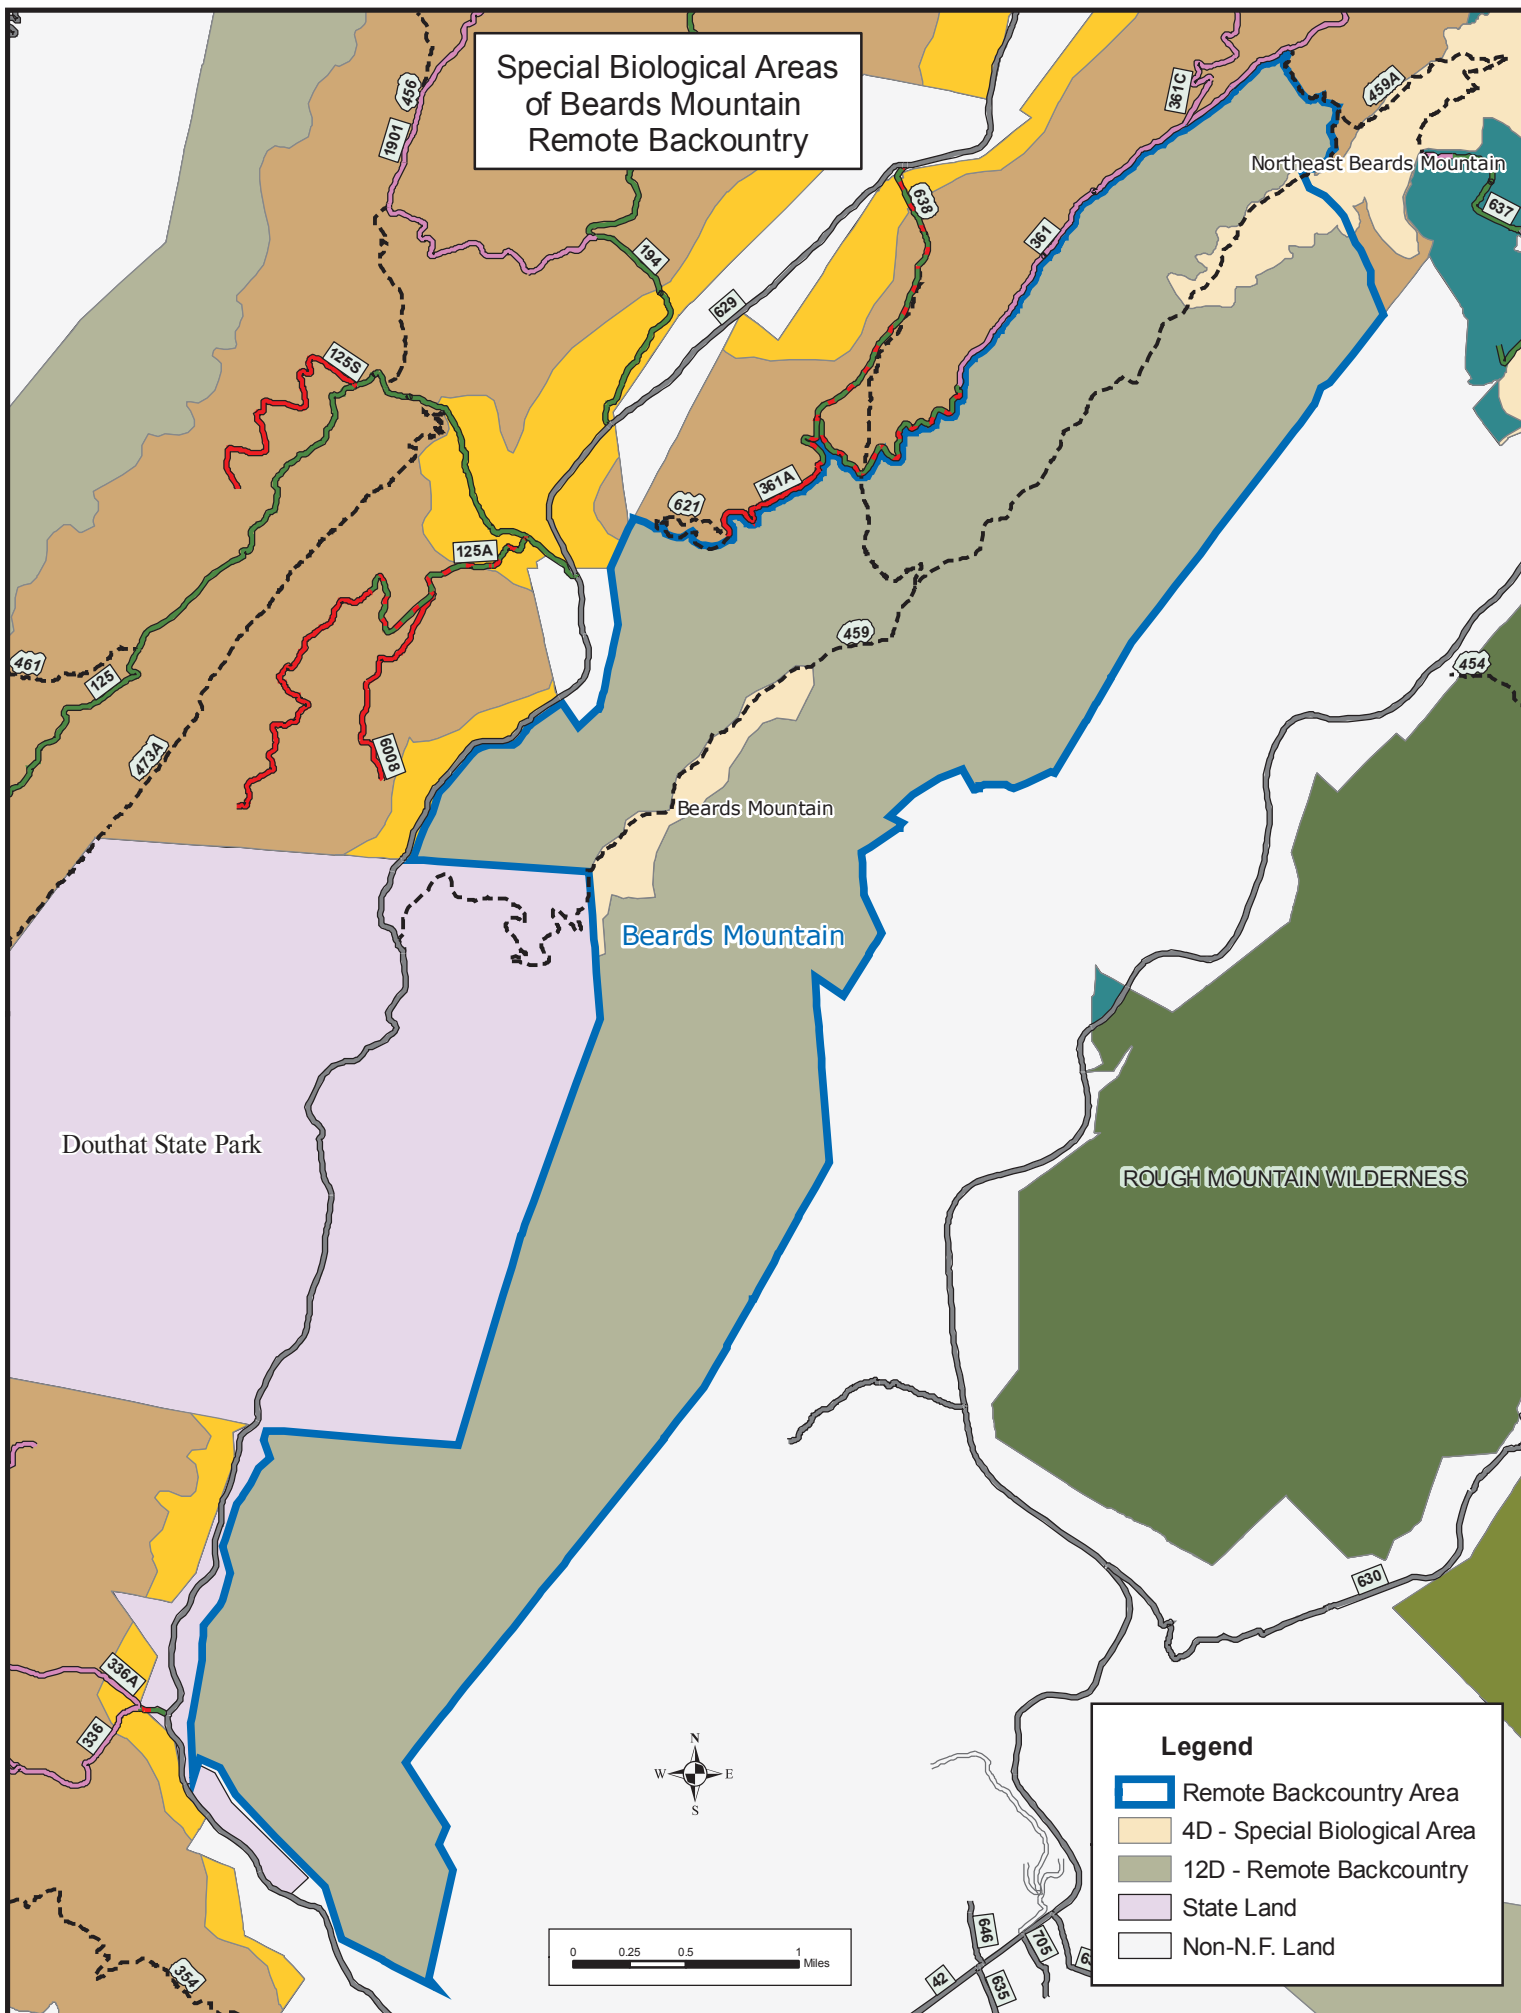 Special Biological Areas
of Beards Mountain
Remote Backountry
456
1901
361C
459A
Northeast Beards Mountain
638
637
194
361
629
125S
361A
621
125A
459
461
125
454
473A
6008
Beards Mountain
Beards Mountain
Douthat State Park
ROUGH MOUNTAIN WILDERNESS
630
336A
336
354
N
W E
S
0 0.25 0.5 1
Miles
646
705
42
635
Legend
Remote Backcountry Area
4D - Special Biological Area
12D - Remote Backcountry
State Land
Non-N.F. Land